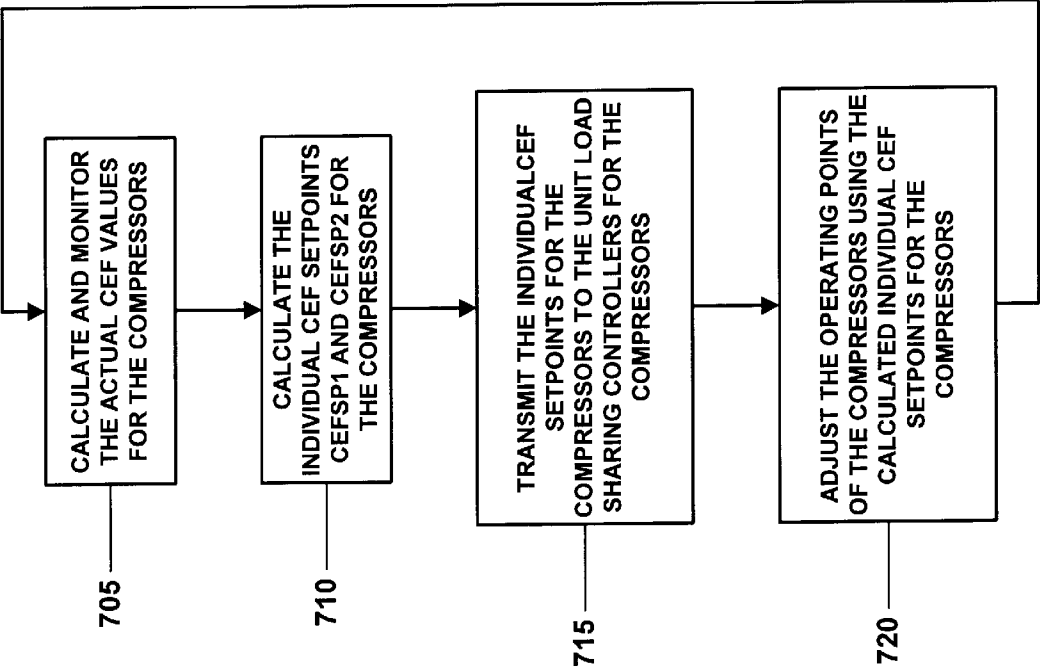 CALCULATE AND MONITOR
THE ACTUAL CEF VALUES
FOR THE COMPRESSORS
705
CALCULATE THE
INDIVIDUAL CEF SETPOINTS
CEFSP1 AND CEFSP2 FOR
THE COMPRESSORS
710
TRANSMIT THE INDIVIDUALCEF
SETPOINTS FOR THE
COMPRESSORS TO THE UNIT LOAD
SHARING CONTROLLERS FOR THE
COMPRESSORS
715
ADJUST THE OPERATING POINTS
OF THE COMPRESSORS USING THE
CALCULATED INDIVIDUAL CEF
SETPOINTS FOR THE
COMPRESSORS
720